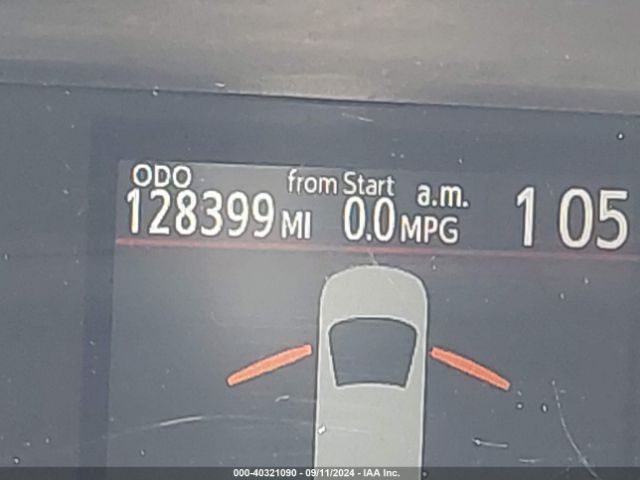 ODO from Start a.m.
128399 MI 0.0 MPG 1 05
000-40321090 - 09/11/2024 - IAA Inc.